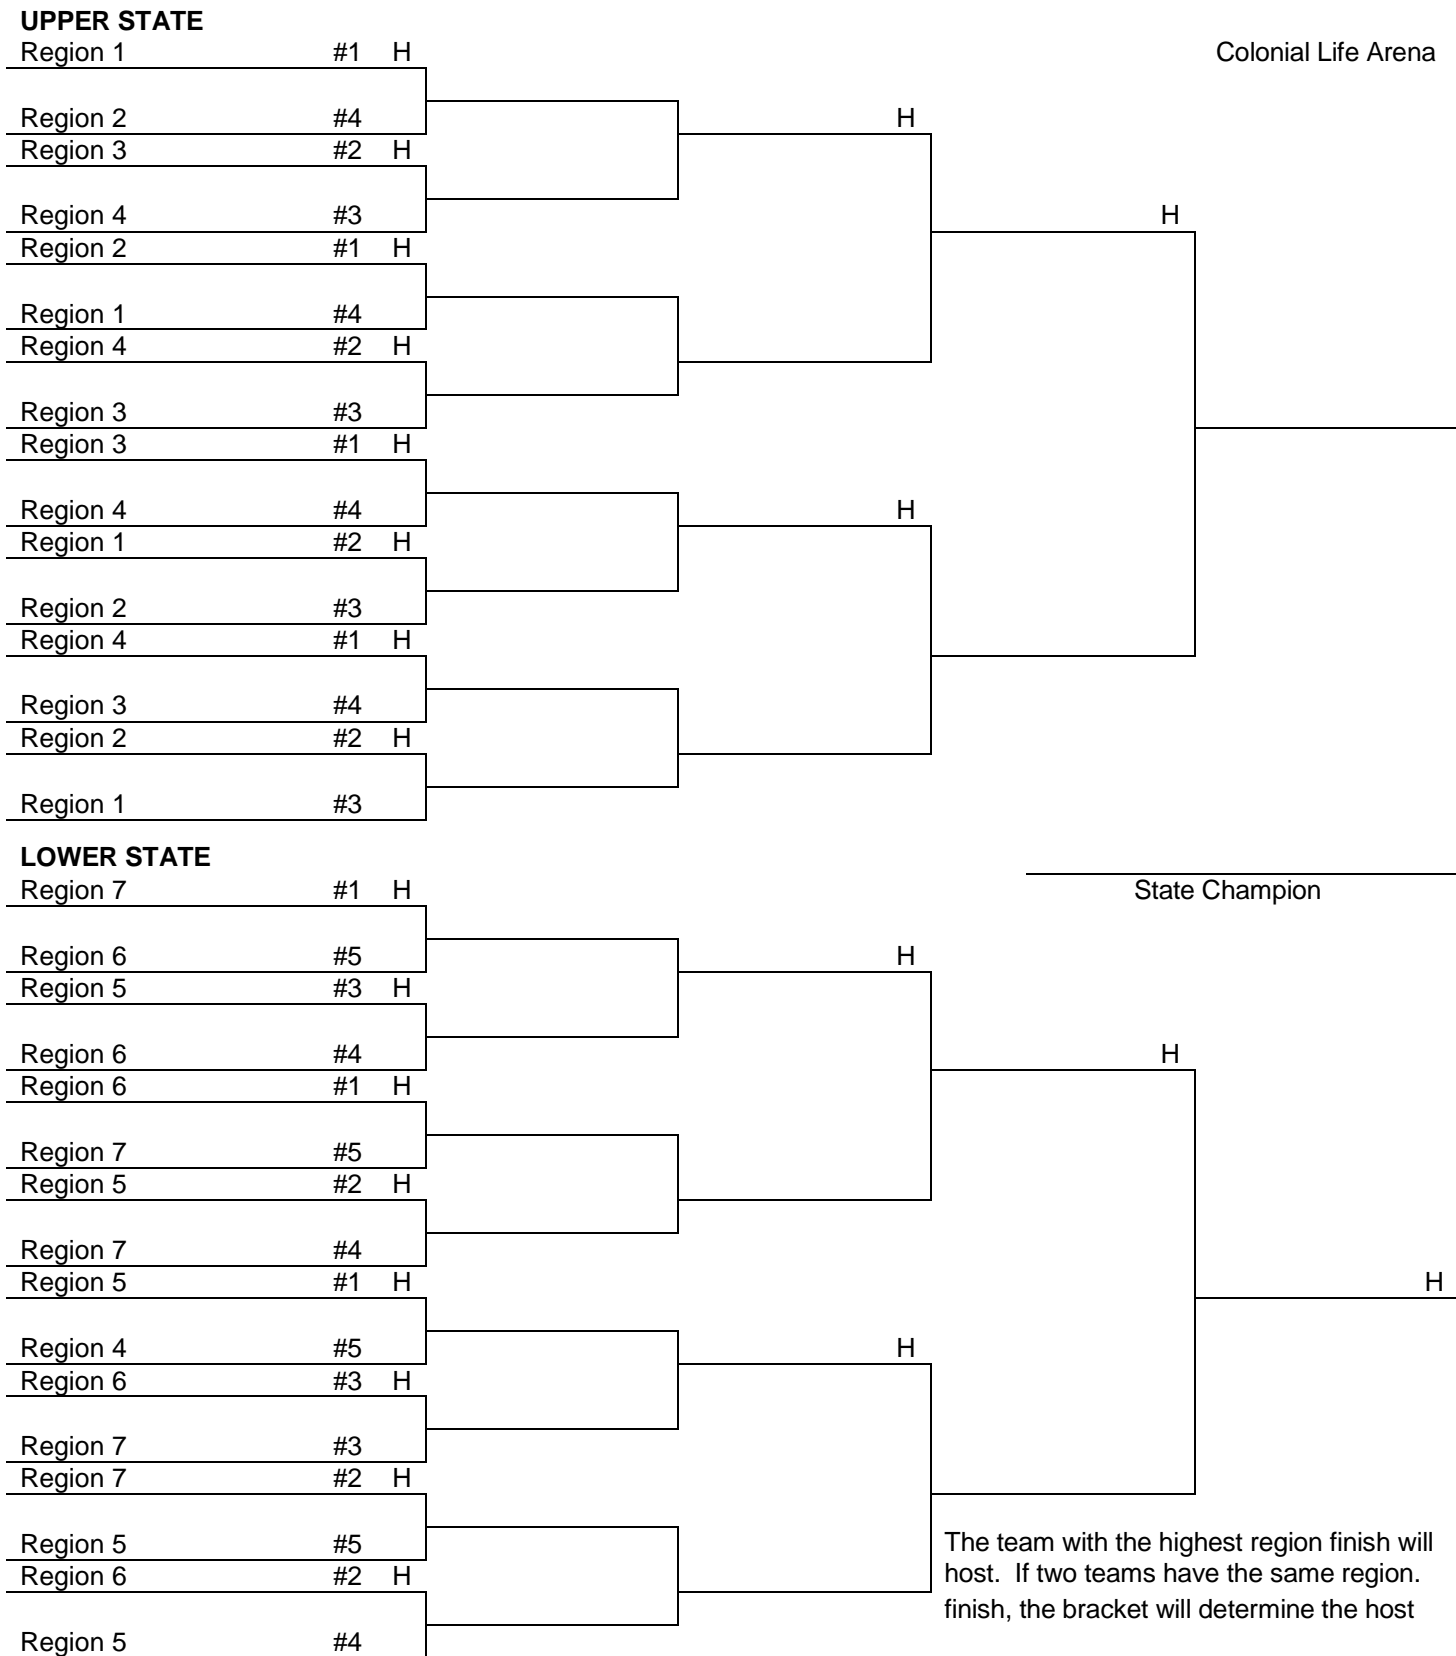 UPPER STATE
Region 1 #1 H
Colonial Life Arena
Region 2 #4
H
Region 3 #2 H
Region 4 #3
H
Region 2 #1 H
Region 1 #4
Region 4 #2 H
Region 3 #3
Region 3 #1 H
Region 4 #4
H
Region 1 #2 H
Region 2 #3
Region 4 #1 H
Region 3 #4
Region 2 #2 H
Region 1 #3
LOWER STATE
Region 7 #1 H
State Champion
Region 6 #5
H
Region 5 #3 H
Region 6 #4
H
Region 6 #1 H
Region 7 #5
Region 5 #2 H
Region 7 #4
Region 5 #1 H
H
Region 4 #5
H
Region 6 #3 H
Region 7 #3
Region 7 #2 H
Region 5 #5
Region 6 #2 H
Region 5 #4
The team with the highest region finish will
host. If two teams have the same region.
finish, the bracket will determine the host